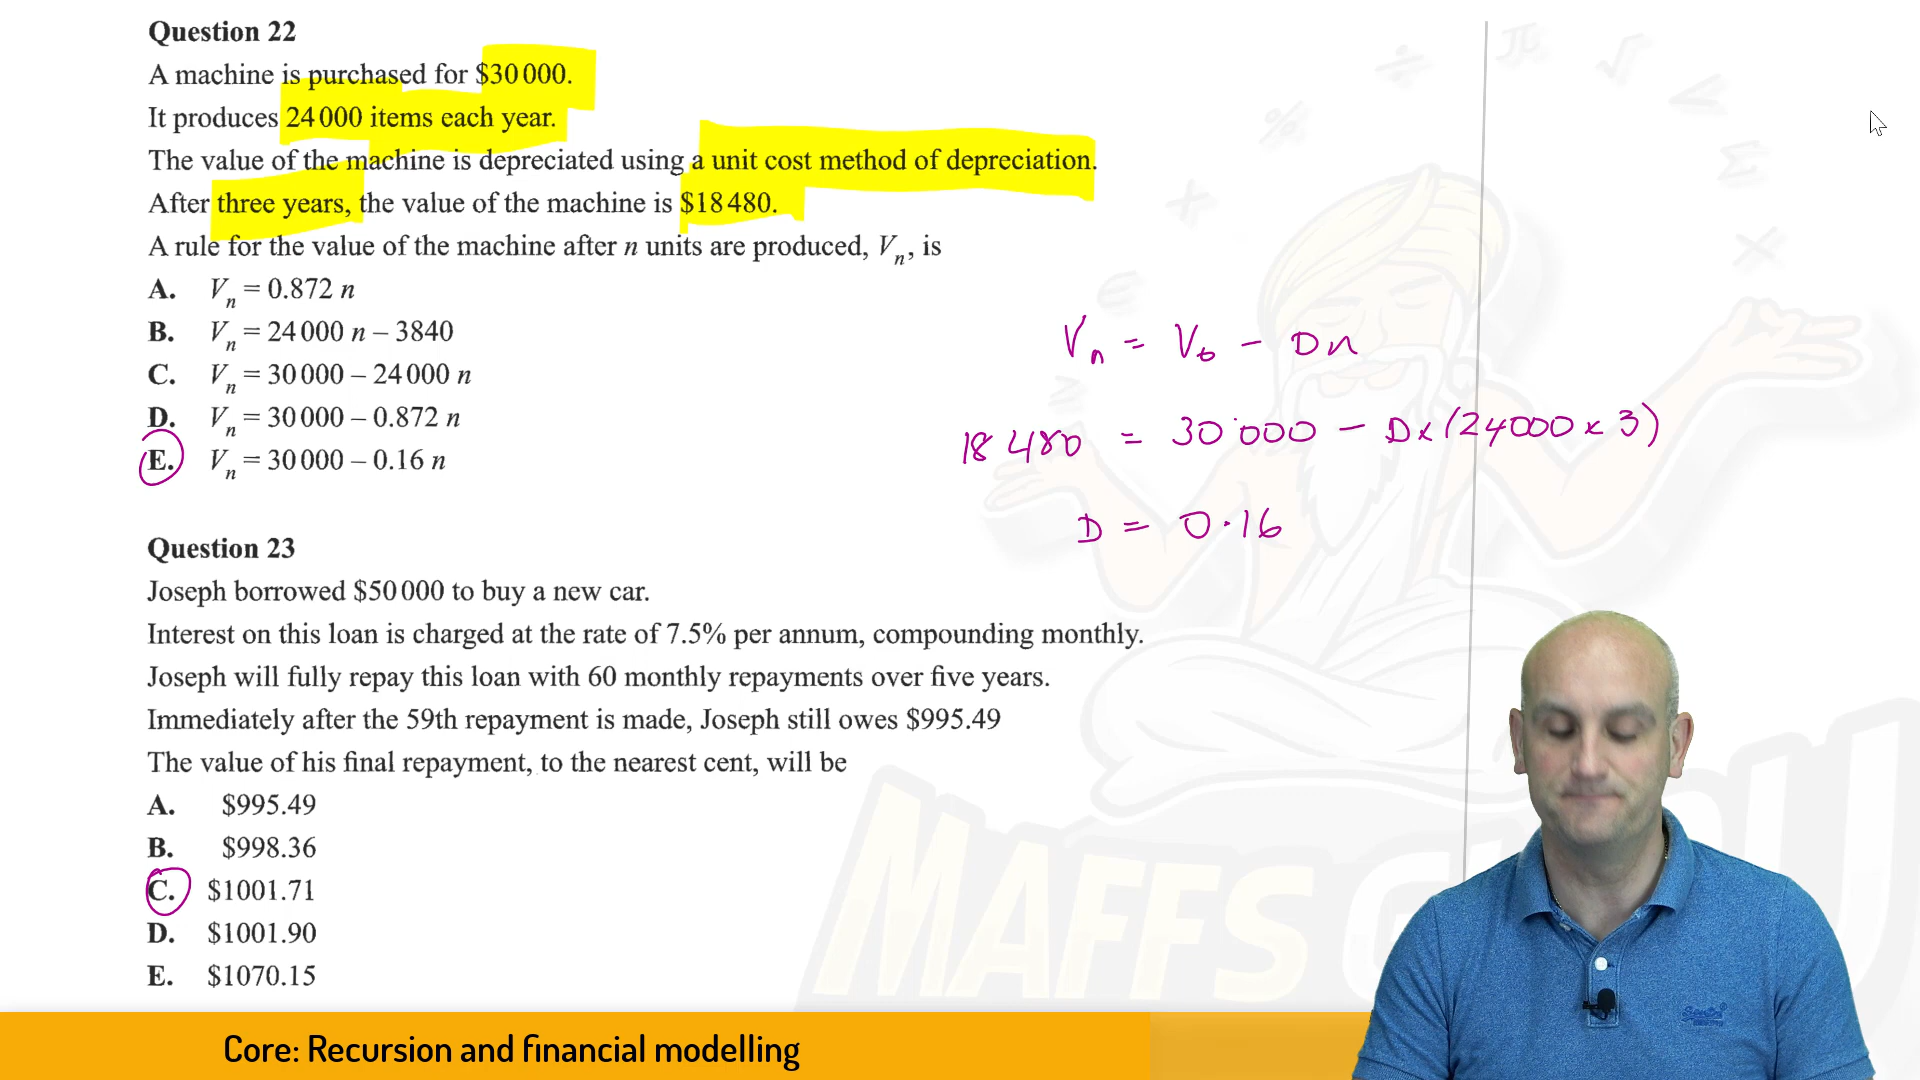 Question 22
A machine is purchased for $30 000.
It produces 24 000 items each year.
The value of the machine is depreciated using a unit cost method of depreciation.
After three years, the value of the machine is $18 480.
A rule for the value of the machine after n units are produced, Vn, is
A. Vn = 0.872 n
B. Vn = 24 000 n – 3840
C. Vn = 30 000 – 24 000 n
D. Vn = 30 000 – 0.872 n
E. Vn = 30 000 – 0.16 n
Vn = V0 - Dn
18 480 = 30 000 - D x (24000 x 3)
D = 0.16
Question 23
Joseph borrowed $50 000 to buy a new car.
Interest on this loan is charged at the rate of 7.5% per annum, compounding monthly.
Joseph will fully repay this loan with 60 monthly repayments over five years.
Immediately after the 59th repayment is made, Joseph still owes $995.49
The value of his final repayment, to the nearest cent, will be
A. $995.49
B. $998.36
C. $1001.71
D. $1001.90
E. $1070.15
MAFFS
Core: Recursion and financial modelling